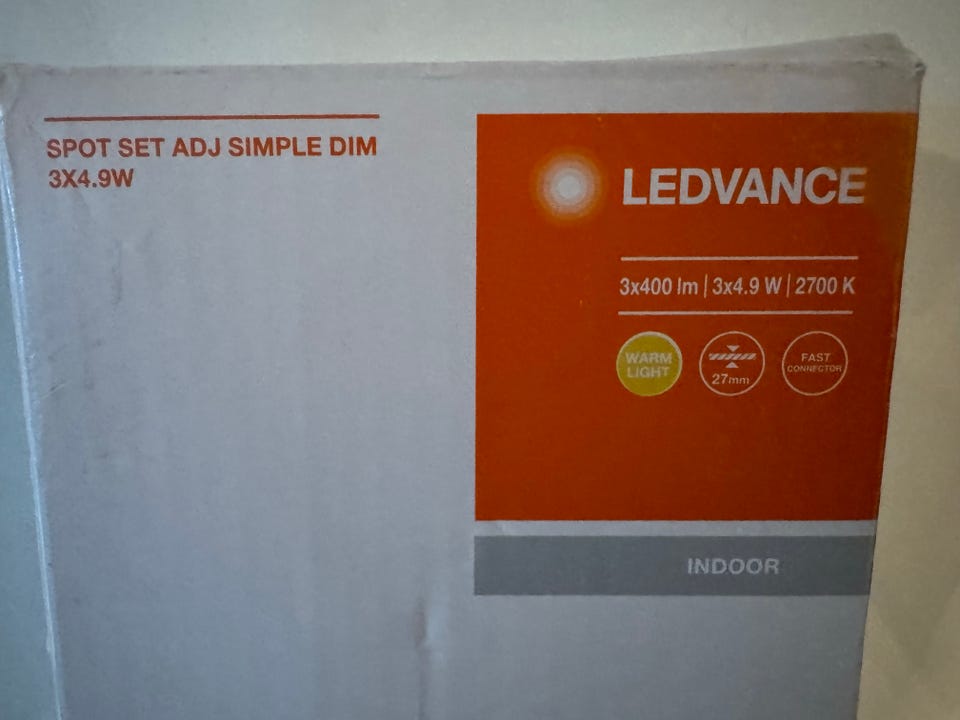 SPOT SET ADJ SIMPLE DIM
3X4.9W
LEDVANCE
3x400 lm | 3x4.9 W | 2700 K
WARM
LIGHT
27mm
FAST
CONNECTOR
INDOOR